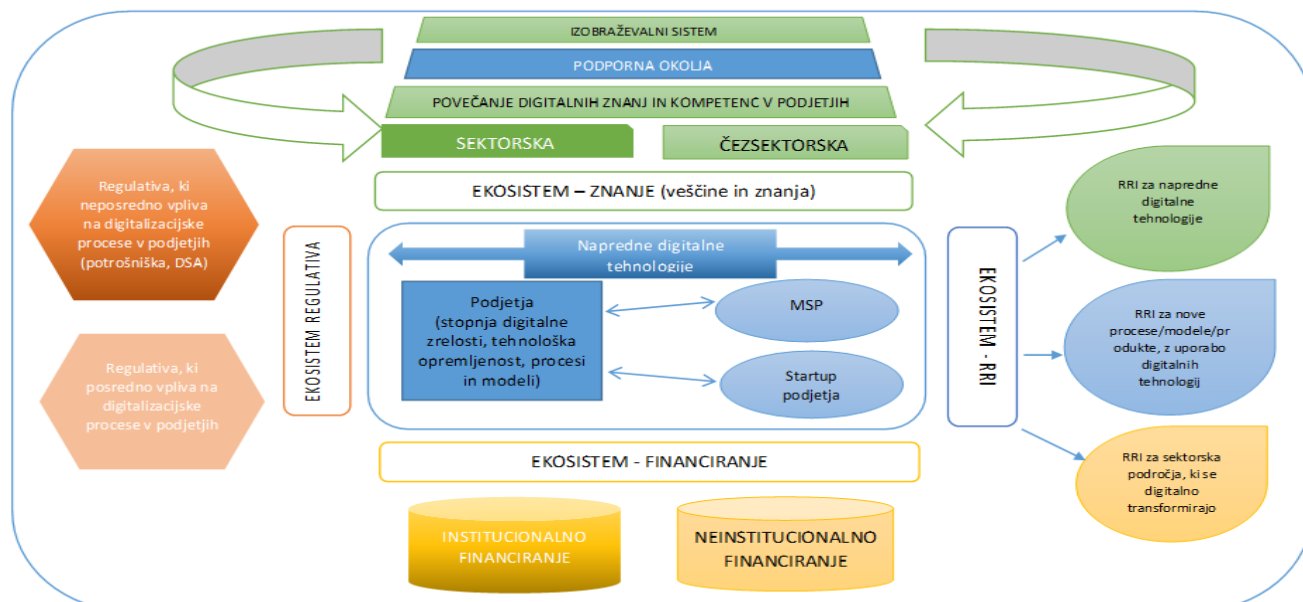 IZOBRAŽEVALNI SISTEM
PODPORNA OKOLJA
POVEČANJE DIGITALNIH ZNANJ IN KOMPETENC V PODJETJIH
SEKTORSKA
ČEZSEKTORSKA
EKOSISTEM – ZNANJE (veščine in znanja)
Regulativa, ki
neposredno vpliva
na digitalizacijske
procese v podjetjih
(potrošniška, DSA)
Regulativa, ki
posredno vpliva na
digitalizacijske
procese v podjetjih
EKOSISTEM REGULATIVA
Napredne digitalne
tehnologije
Podjetja
(stopnja digitalne
zrelosti, tehnološka
opremljenost, procesi
in modeli)
MSP
Startup
podjetja
EKOSISTEM - RRI
RRI za napredne
digitalne
tehnologije
RRI za nove
procese/modele/pr
odukte, z uporabo
digitalnih
tehnologij
RRI za sektorska
področja, ki se
digitalno
transformirajo
EKOSISTEM - FINANCIRANJE
INSTITUCIONALNO
FINANCIRANJE
NEINSTITUCIONALNO
FINANCIRANJE